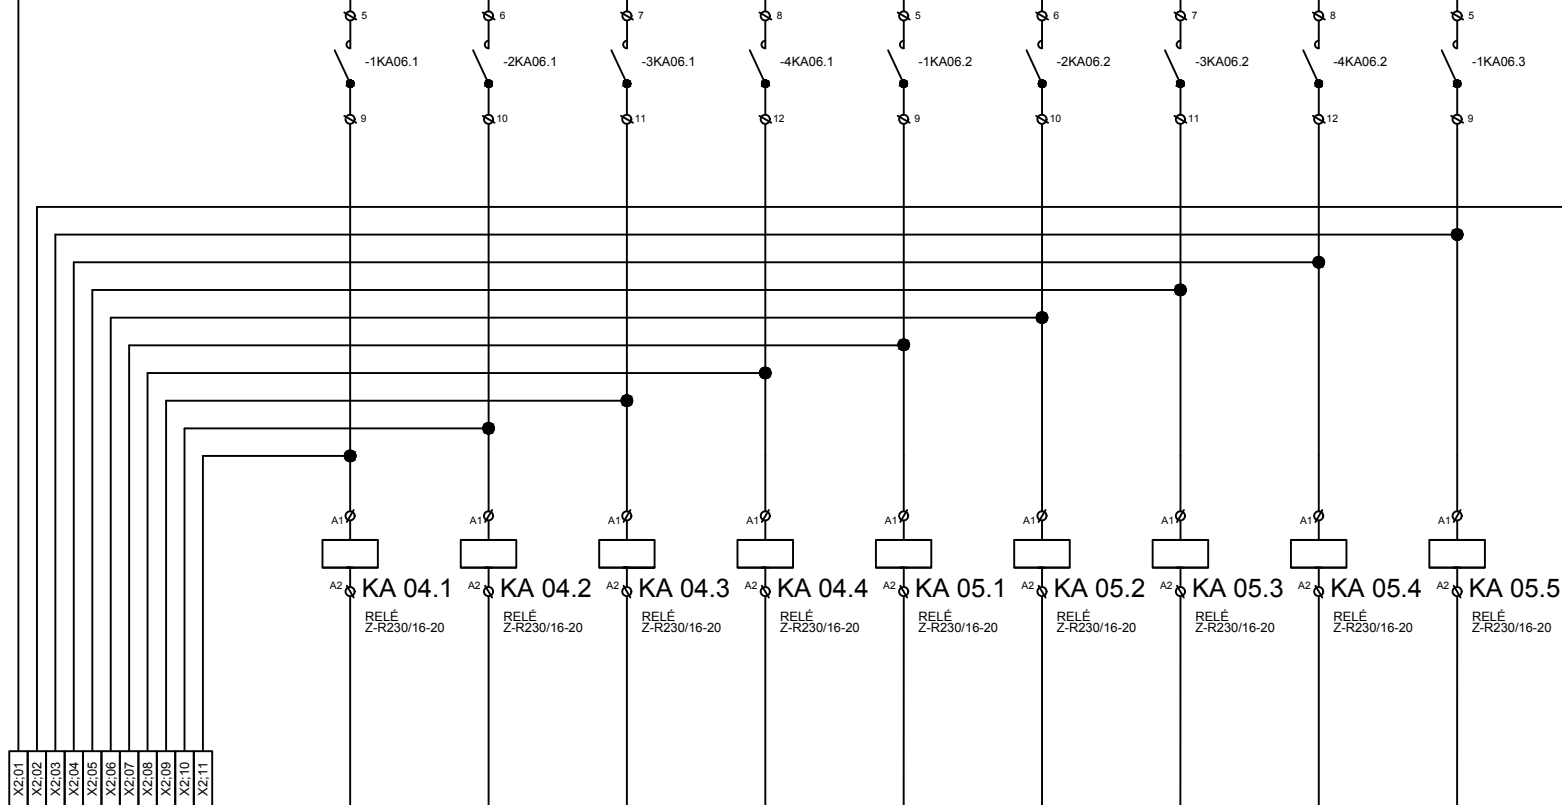 5 6 7 8 5 6 7 8 5
-1KA06.1 -2KA06.1 -3KA06.1 -4KA06.1 -1KA06.2 -2KA06.2 -3KA06.2 -4KA06.2 -1KA06.3
9 10 11 12 9 10 11 12 9
A1 A1 A1 A1 A1 A1 A1 A1 A1
A2 KA 04.1 A2 KA 04.2 A2 KA 04.3 A2 KA 04.4 A2 KA 05.1 A2 KA 05.2 A2 KA 05.3 A2 KA 05.4 A2 KA 05.5
RELÉ RELÉ RELÉ RELÉ RELÉ RELÉ RELÉ RELÉ RELÉ
Z-R230/16-20 Z-R230/16-20 Z-R230/16-20 Z-R230/16-20 Z-R230/16-20 Z-R230/16-20 Z-R230/16-20 Z-R230/16-20 Z-R230/16-20
X2;01
X2;02
X2;03
X2;04
X2;05
X2;06
X2;07
X2;08
X2;09
X2;10
X2;11